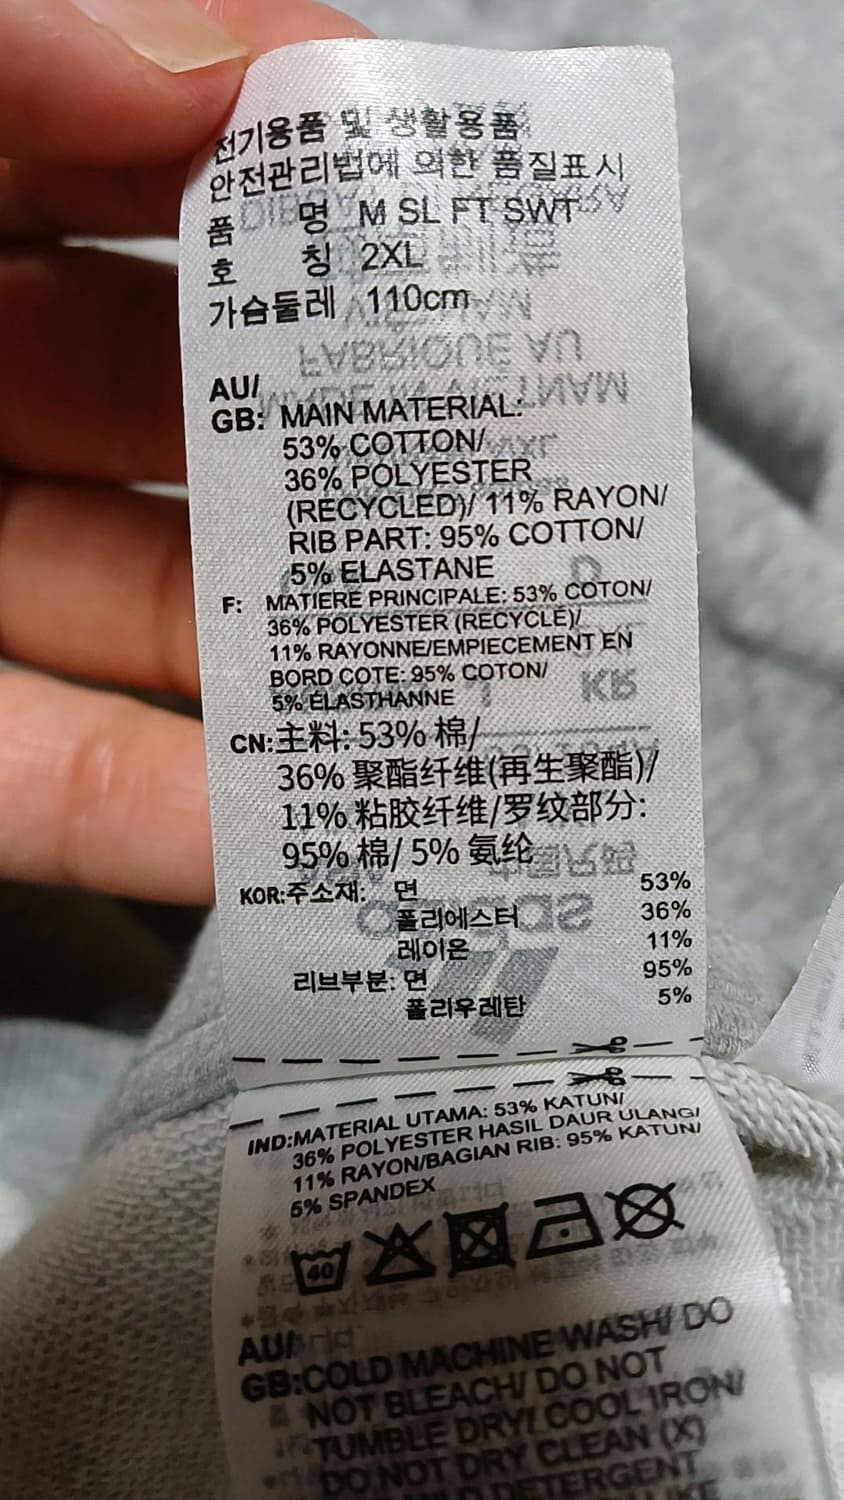 전기용품 및 생활용품
안전관리법에 의한 품질표시
품 명 M SL FT SWT
호 칭 2XL
가슴둘레 110cm
AU/
GB: MAIN MATERIAL:
53% COTTON/
36% POLYESTER
(RECYCLED)/ 11% RAYON/
RIB PART: 95% COTTON/
5% ELASTANE
F: MATIERE PRINCIPALE: 53% COTON/
36% POLYESTER (RECYCLÉ)/
11% RAYONNE/EMPIECEMENT EN
BORD COTE: 95% COTON/
5% ÉLASTHANNE
CN:主料: 53% 棉/
36% 聚酯纤维(再生聚酯)/
11% 粘胶纤维/罗纹部分:
95% 棉/ 5% 氨纶
KOR:주소재: 면 53%
폴리에스터 36%
레이온 11%
리브부분: 면 95%
폴리우레탄 5%
IND:MATERIAL UTAMA: 53% KATUN/
36% POLYESTER HASIL DAUR ULANG/
11% RAYON/BAGIAN RIB: 95% KATUN/
5% SPANDEX
40
AU/
GB:COLD MACHINE WASH/ DO
NOT BLEACH/ DO NOT
TUMBLE DRY/ COOL IRON/
DO NOT DRY CLEAN (X)
DETERGENT